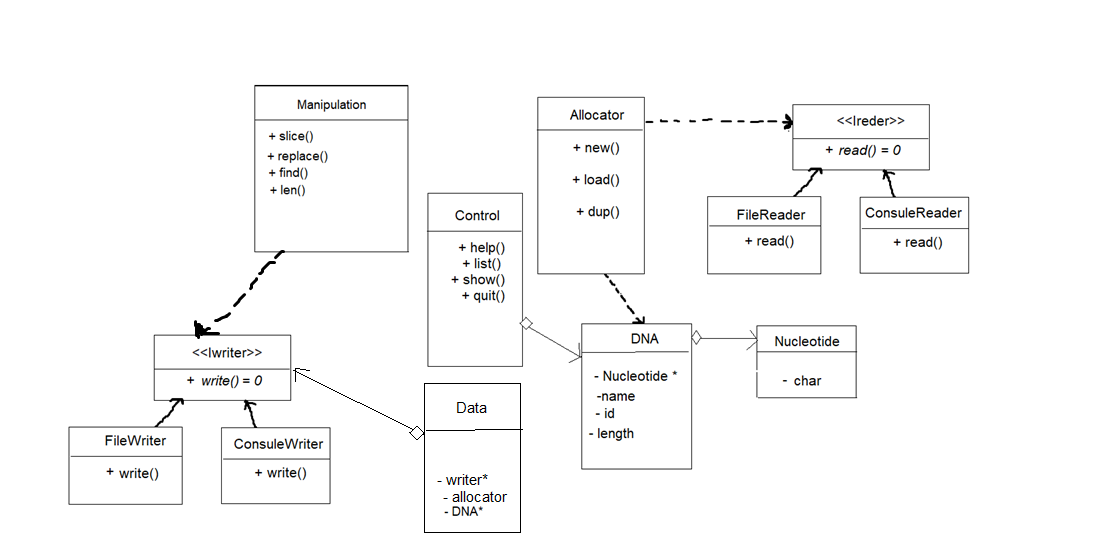 Manipulation
+ slice()
+ replace()
+ find()
+ len()
Allocator
+ new()
+ load()
+ dup()
<<Ireder>>
+ read() = 0
FileReader
+ read()
ConsuleReader
+ read()
Control
+ help()
+ list()
+ show()
+ quit()
DNA
- Nucleotide *
-name
- id
- length
Nucleotide
- char
<<Iwriter>>
+ write() = 0
FileWriter
+ write()
ConsuleWriter
+ write()
Data
- writer*
- allocator
- DNA*